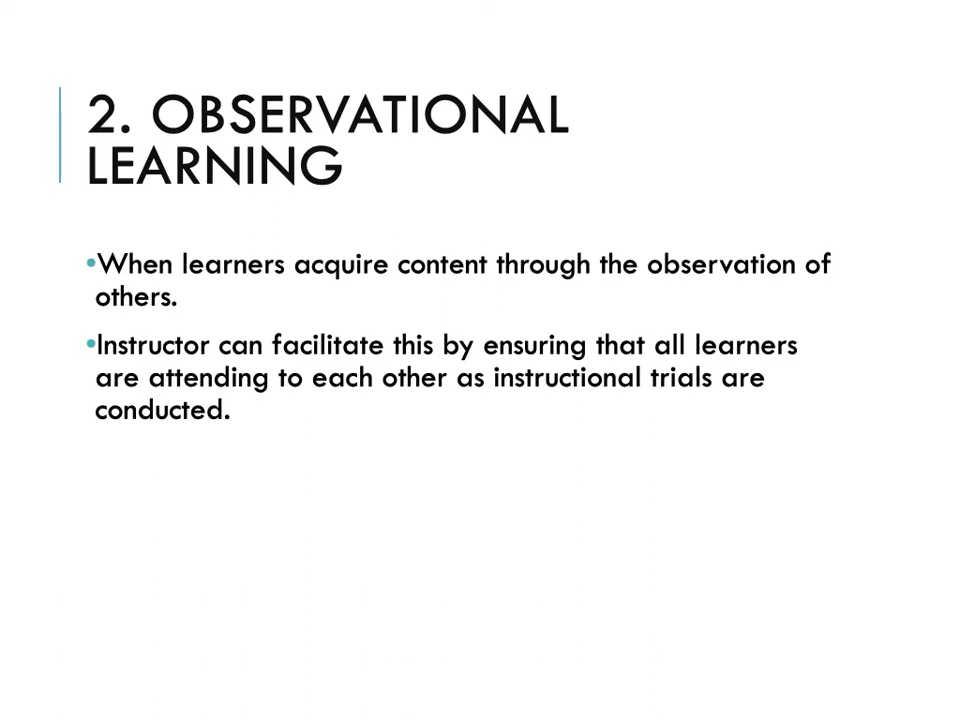 2. OBSERVATIONAL
LEARNING
•When learners acquire content through the observation of
others.
•Instructor can facilitate this by ensuring that all learners
are attending to each other as instructional trials are
conducted.